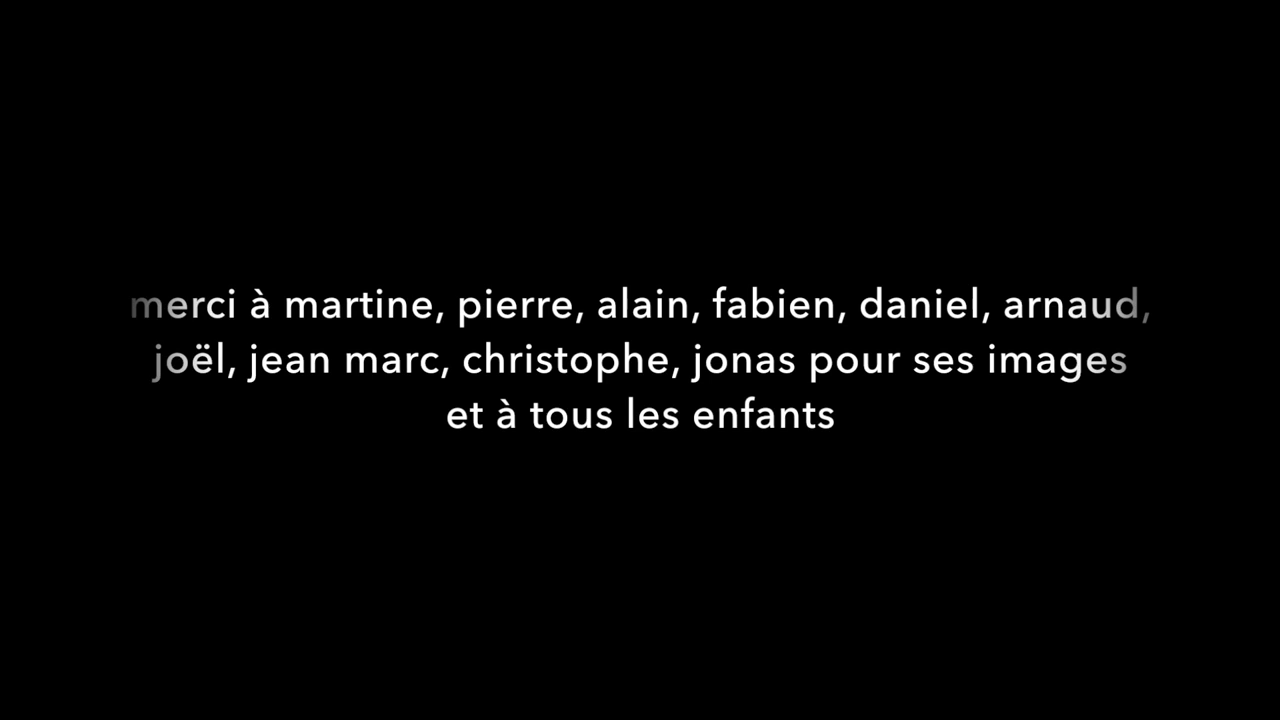 merci à martine, pierre, alain, fabien, daniel, arnaud,
joël, jean marc, christophe, jonas pour ses images
et à tous les enfants